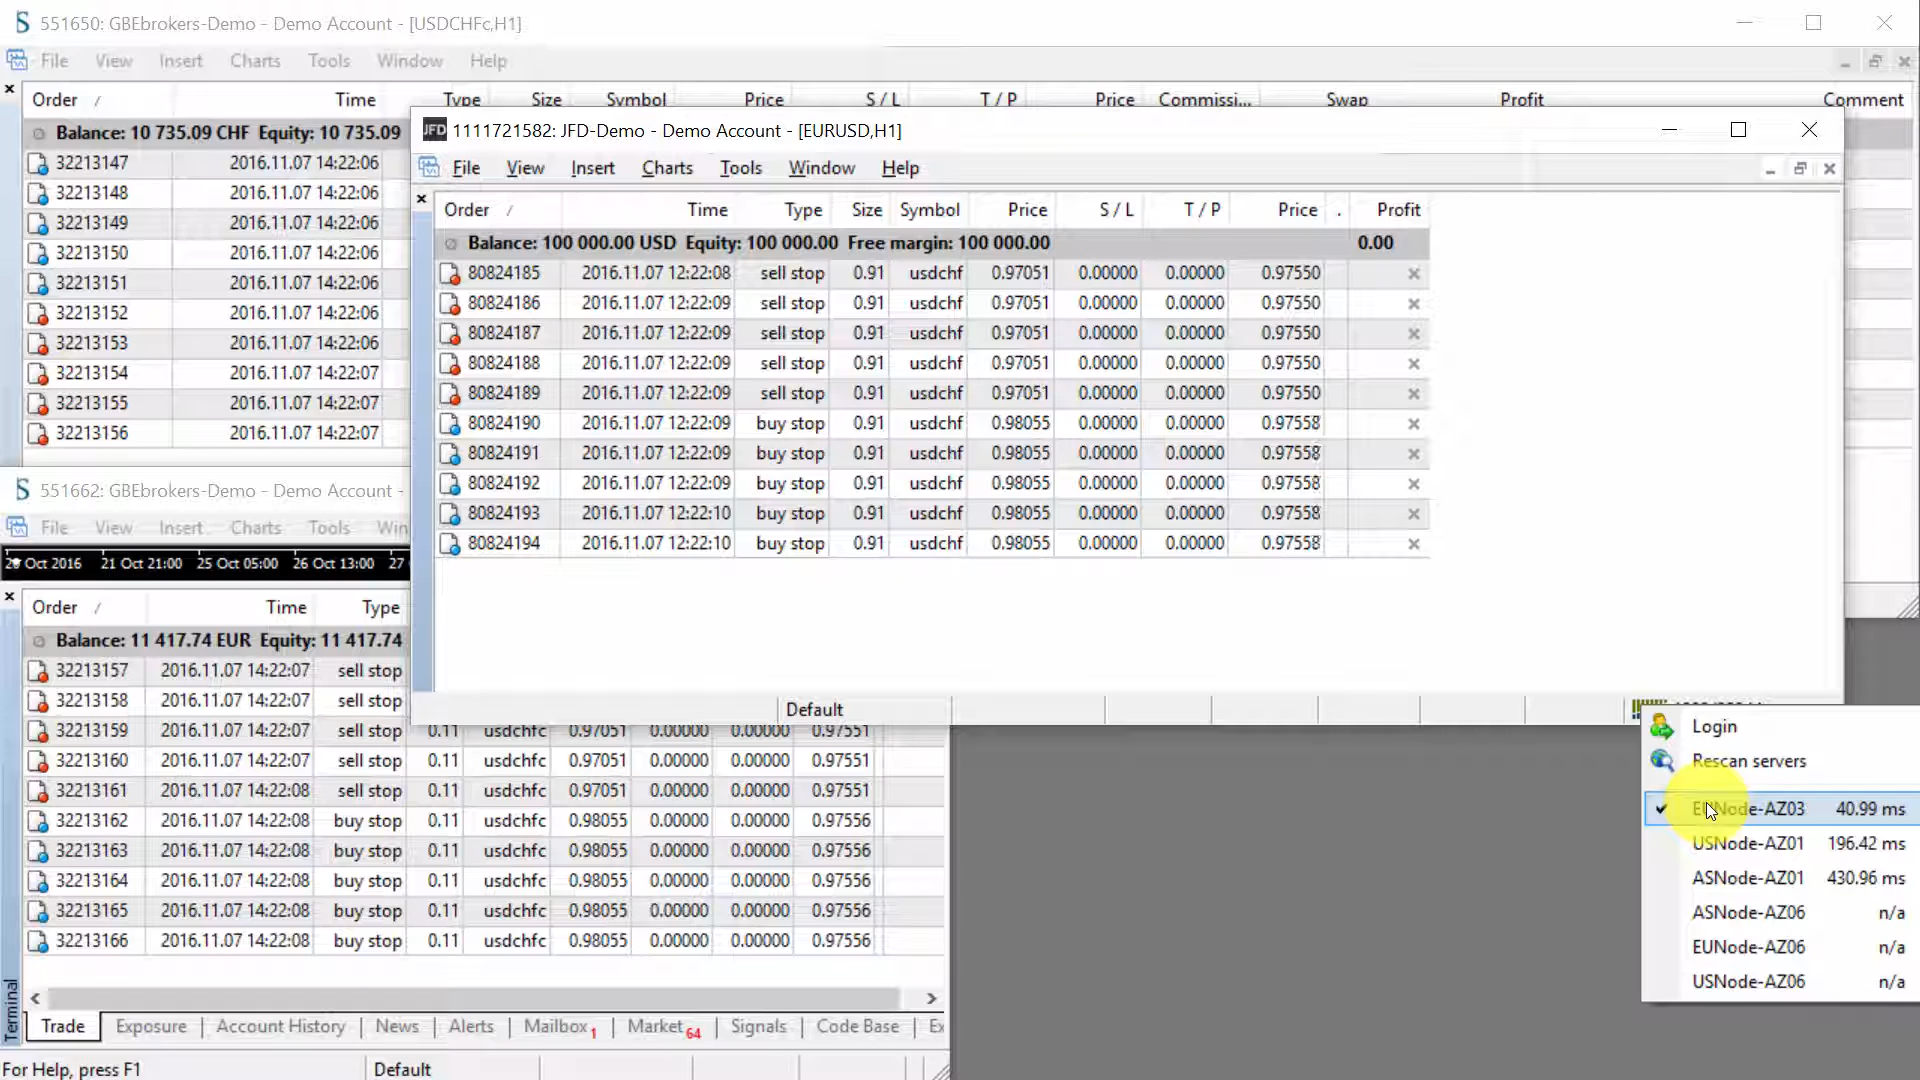 551650: GBEbrokers-Demo - Demo Account - [USDCHFc,H1]
File View Insert Charts Tools Window Help
Order / Time Type Size Symbol Price S / L T / P Price Commissi... Swap Profit Comment
Balance: 10 735.09 CHF Equity: 10 735.09
32213147 2016.11.07 14:22:06
32213148 2016.11.07 14:22:06
32213149 2016.11.07 14:22:06
32213150 2016.11.07 14:22:06
32213151 2016.11.07 14:22:06
32213152 2016.11.07 14:22:06
32213153 2016.11.07 14:22:06
32213154 2016.11.07 14:22:07
32213155 2016.11.07 14:22:07
32213156 2016.11.07 14:22:07
JFD 1111721582: JFD-Demo - Demo Account - [EURUSD,H1]
File View Insert Charts Tools Window Help
Order / Time Type Size Symbol Price S / L T / P Price . Profit
Balance: 100 000.00 USD Equity: 100 000.00 Free margin: 100 000.00 0.00
80824185 2016.11.07 12:22:08 sell stop 0.91 usdchf 0.97051 0.00000 0.00000 0.97550
80824186 2016.11.07 12:22:09 sell stop 0.91 usdchf 0.97051 0.00000 0.00000 0.97550
80824187 2016.11.07 12:22:09 sell stop 0.91 usdchf 0.97051 0.00000 0.00000 0.97550
80824188 2016.11.07 12:22:09 sell stop 0.91 usdchf 0.97051 0.00000 0.00000 0.97550
80824189 2016.11.07 12:22:09 sell stop 0.91 usdchf 0.97051 0.00000 0.00000 0.97550
80824190 2016.11.07 12:22:09 buy stop 0.91 usdchf 0.98055 0.00000 0.00000 0.97558
80824191 2016.11.07 12:22:09 buy stop 0.91 usdchf 0.98055 0.00000 0.00000 0.97558
80824192 2016.11.07 12:22:09 buy stop 0.91 usdchf 0.98055 0.00000 0.00000 0.97558
80824193 2016.11.07 12:22:10 buy stop 0.91 usdchf 0.98055 0.00000 0.00000 0.97558
80824194 2016.11.07 12:22:10 buy stop 0.91 usdchf 0.98055 0.00000 0.00000 0.97558
Default
551662: GBEbrokers-Demo - Demo Account -
File View Insert Charts Tools Win
Oct 2016 21 Oct 21:00 25 Oct 05:00 26 Oct 13:00 27
Order / Time Type
Balance: 11 417.74 EUR Equity: 11 417.74
32213157 2016.11.07 14:22:07 sell stop
32213158 2016.11.07 14:22:07 sell stop
32213159 2016.11.07 14:22:07 sell stop 0.11 usdchfc 0.97051 0.00000 0.00000 0.97551
32213160 2016.11.07 14:22:07 sell stop 0.11 usdchfc 0.97051 0.00000 0.00000 0.97551
32213161 2016.11.07 14:22:08 sell stop 0.11 usdchfc 0.97051 0.00000 0.00000 0.97551
32213162 2016.11.07 14:22:08 buy stop 0.11 usdchfc 0.98055 0.00000 0.00000 0.97556
32213163 2016.11.07 14:22:08 buy stop 0.11 usdchfc 0.98055 0.00000 0.00000 0.97556
32213164 2016.11.07 14:22:08 buy stop 0.11 usdchfc 0.98055 0.00000 0.00000 0.97556
32213165 2016.11.07 14:22:08 buy stop 0.11 usdchfc 0.98055 0.00000 0.00000 0.97556
32213166 2016.11.07 14:22:08 buy stop 0.11 usdchfc 0.98055 0.00000 0.00000 0.97556
Terminal
Trade Exposure Account History News Alerts Mailbox 1 Market 64 Signals Code Base Ex
For Help, press F1 Default
Login
Rescan servers
EUNode-AZ03 40.99 ms
USNode-AZ01 196.42 ms
ASNode-AZ01 430.96 ms
ASNode-AZ06 n/a
EUNode-AZ06 n/a
USNode-AZ06 n/a